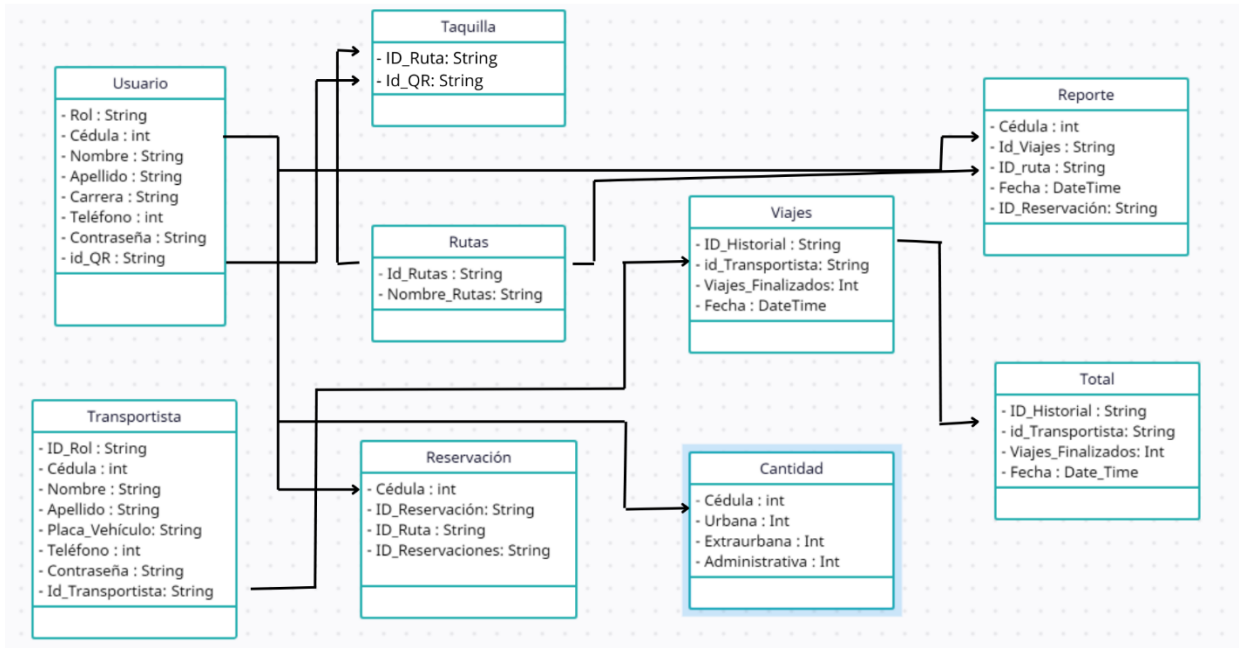 Taquilla
- ID_Ruta: String
- Id_QR: String
Usuario
- Rol : String
- Cédula : int
- Nombre : String
- Apellido : String
- Carrera : String
- Teléfono : int
- Contraseña : String
- id_QR : String
Reporte
- Cédula : int
- Id_Viajes : String
- ID_ruta : String
- Fecha : DateTime
- ID_Reservación: String
Rutas
- Id_Rutas : String
- Nombre_Rutas: String
Viajes
- ID_Historial : String
- id_Transportista: String
- Viajes_Finalizados: Int
- Fecha : DateTime
Total
- ID_Historial : String
- id_Transportista: String
- Viajes_Finalizados: Int
- Fecha : Date_Time
Transportista
- ID_Rol : String
- Cédula : int
- Nombre : String
- Apellido : String
- Placa_Vehículo: String
- Teléfono : int
- Contraseña : String
- Id_Transportista: String
Reservación
- Cédula : int
- ID_Reservación: String
- ID_Ruta : String
- ID_Reservaciones: String
Cantidad
- Cédula : int
- Urbana : Int
- Extraurbana : Int
- Administrativa : Int